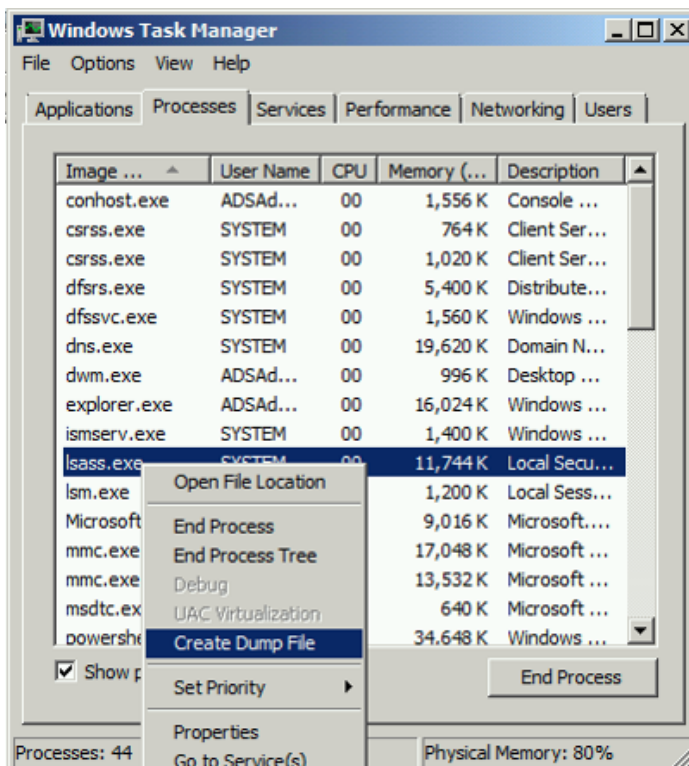 Windows Task Manager
File Options View Help
Applications Processes Services Performance Networking Users
Image ... User Name CPU Memory (... Description
conhost.exe ADSAd... 00 1,556 K Console ...
csrss.exe SYSTEM 00 764 K Client Ser...
csrss.exe SYSTEM 00 1,020 K Client Ser...
dfsrs.exe SYSTEM 00 5,400 K Distribute...
dfssvc.exe SYSTEM 00 1,560 K Windows ...
dns.exe SYSTEM 00 19,620 K Domain N...
dwm.exe ADSAd... 00 996 K Desktop ...
explorer.exe ADSAd... 00 16,024 K Windows ...
ismserv.exe SYSTEM 00 1,400 K Windows ...
lsass.exe SYSTEM 00 11,744 K Local Secu...
lsm.exe 1,200 K Local Sess...
Microsoft 9,016 K Microsoft....
mmc.exe 17,048 K Microsoft ...
mmc.exe 13,532 K Microsoft ...
msdtc.ex 640 K Microsoft ...
powershe 34,648 K Windows ...
Open File Location
End Process
End Process Tree
Debug
UAC Virtualization
Create Dump File
Set Priority
Properties
Go to Service(s)
Show p
End Process
Processes: 44 Physical Memory: 80%